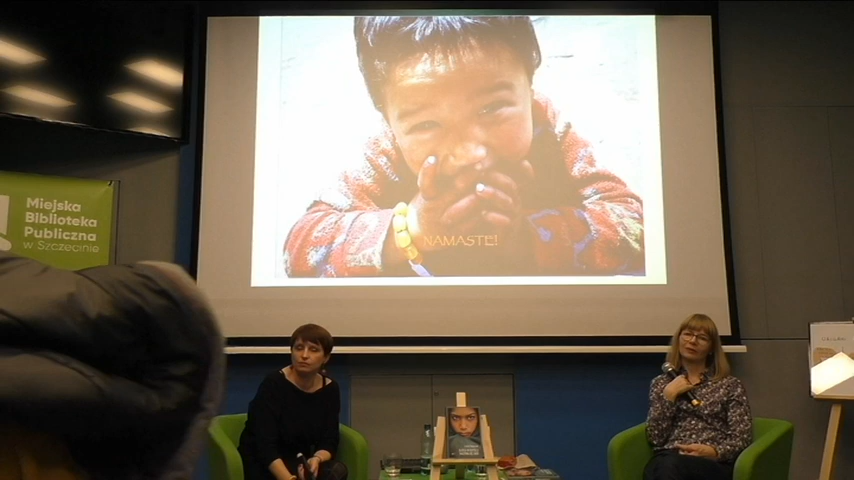 NAMASTE!
Miejska
Biblioteka
Publiczna
w Szczecinie